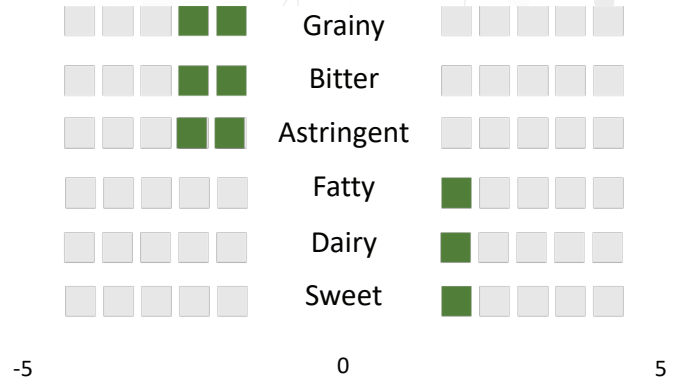 Grainy
Bitter
Astringent
Fatty
Dairy
Sweet
-5 0 5